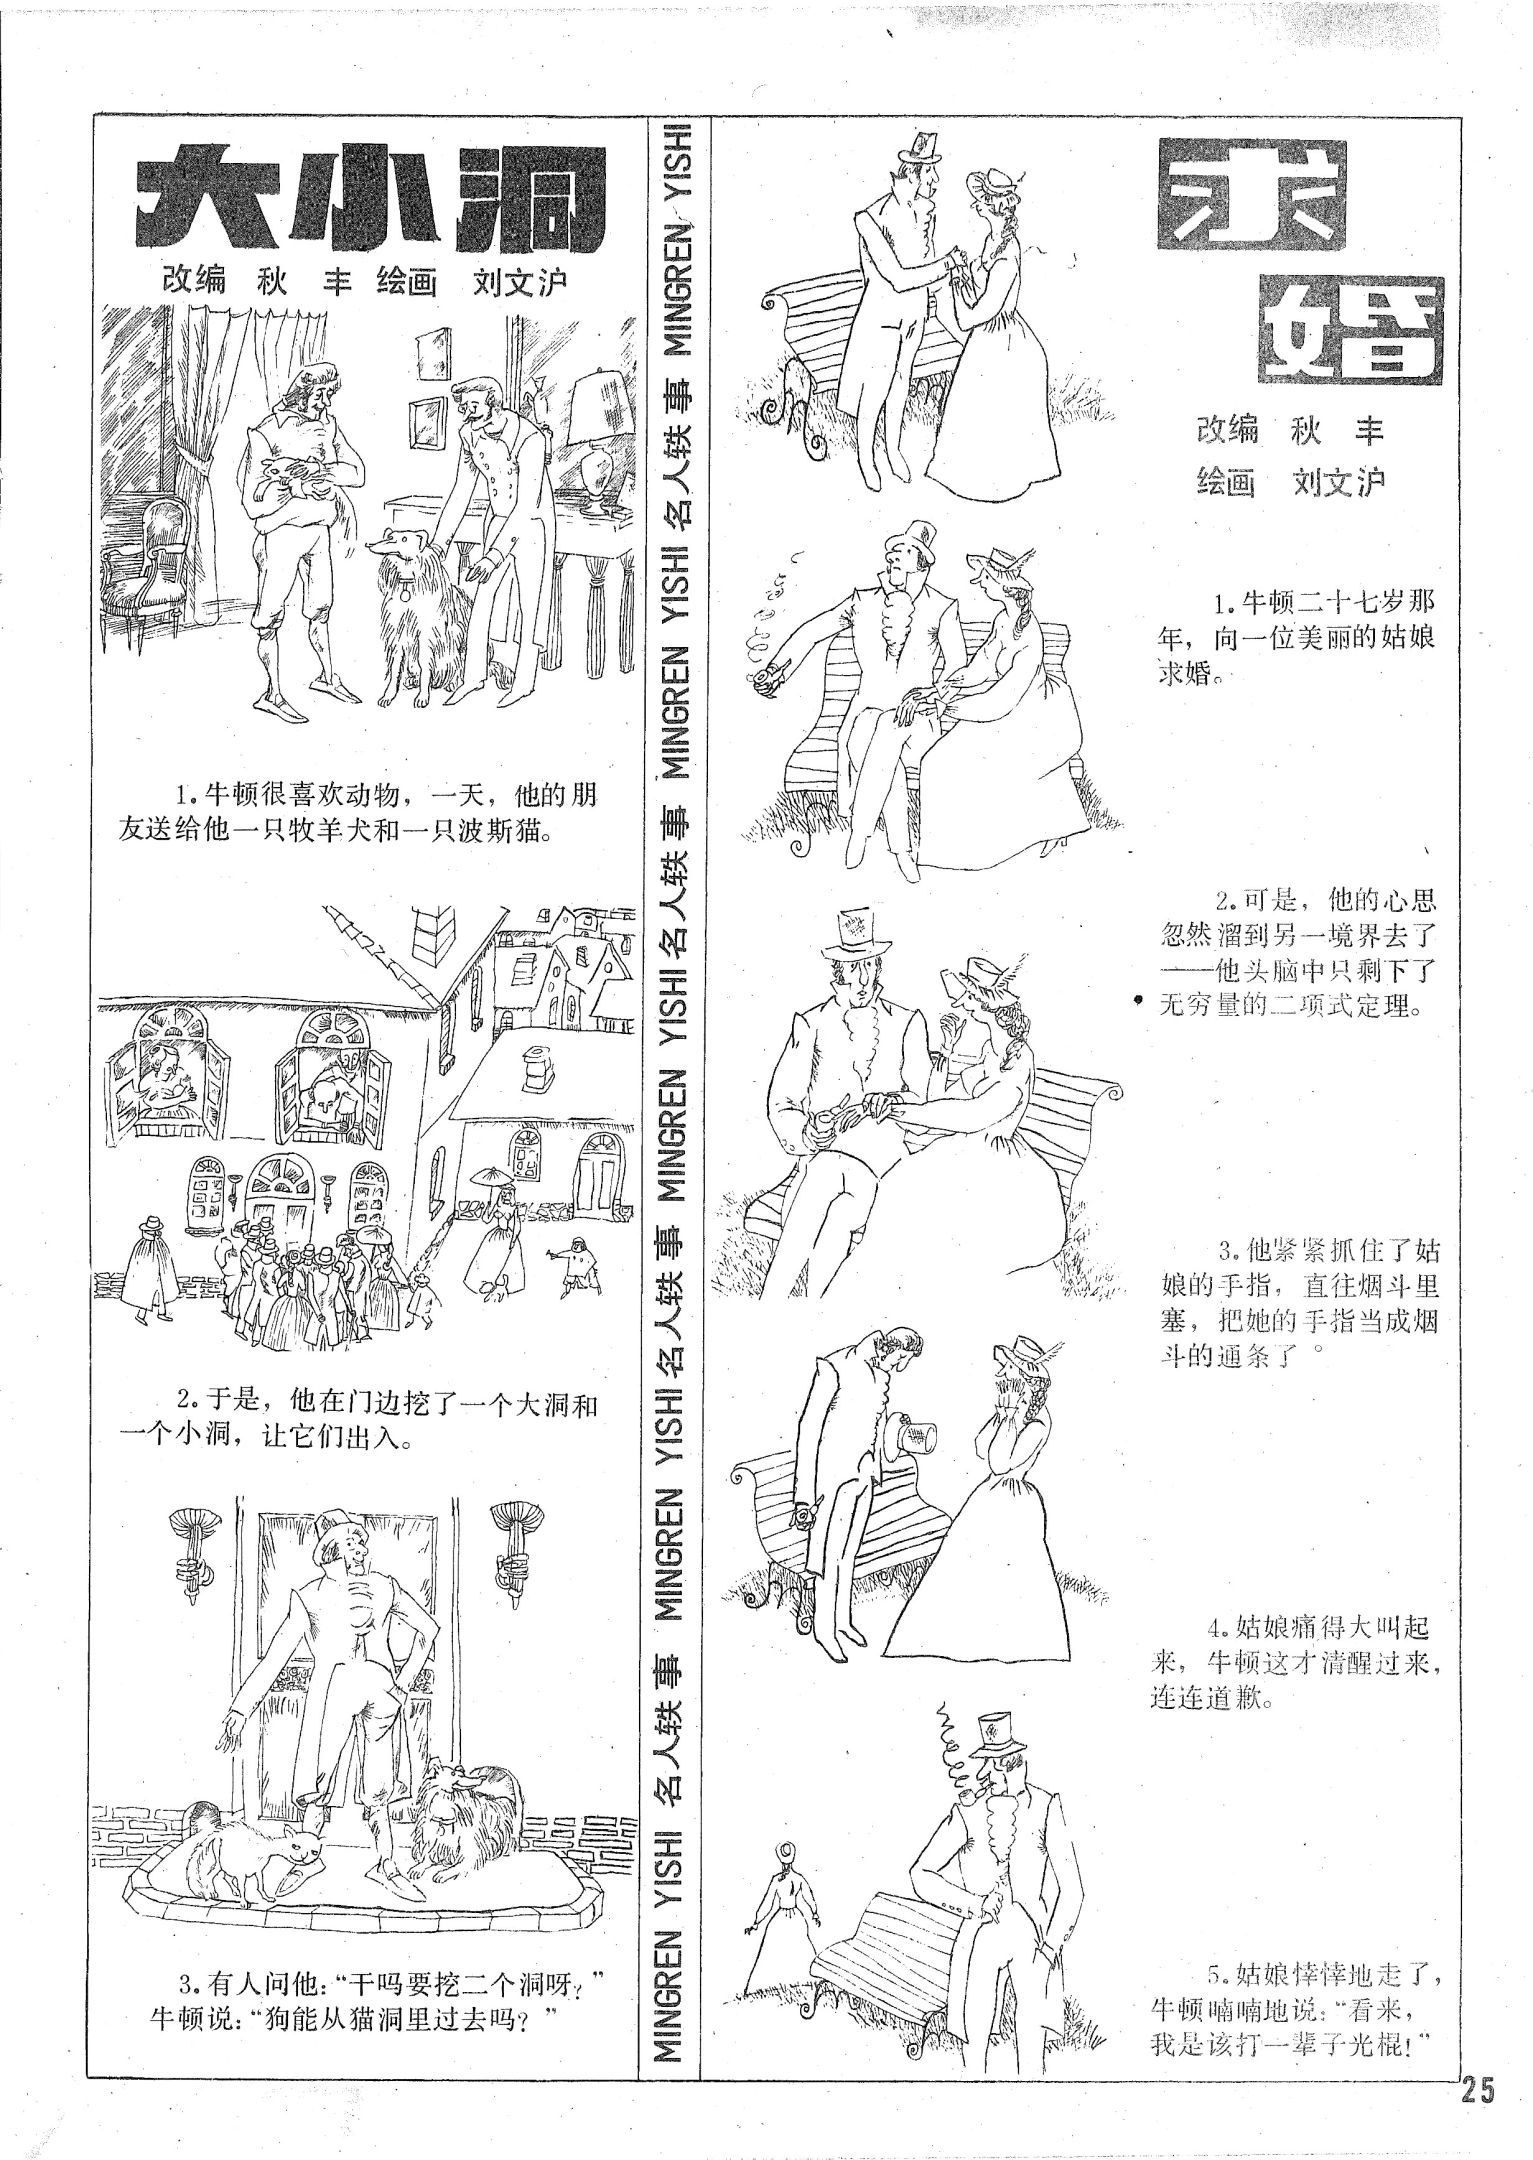 大小洞
改编 秋 丰 绘画 刘文沪
1.牛顿很喜欢动物，一天，他的朋
友送给他一只牧羊犬和一只波斯猫。
2.于是，他在门边挖了一个大洞和
一个小洞，让它们出入。
3.有人问他：“干吗要挖二个洞呀？”
牛顿说：“狗能从猫洞里过去吗？”
MINGREN YISHI 名人轶事 MINGREN YISHI 名人轶事 MINGREN YISHI 名人轶事 MINGREN YISHI 名人轶事 MINGREN YISHI
求
婚
改编 秋 丰
绘画 刘文沪
1.牛顿二十七岁那
年，向一位美丽的姑娘
求婚。
2.可是，他的心思
忽然溜到另一境界去了
——他头脑中只剩下了
无穷量的二项式定理。
3.他紧紧抓住了姑
娘的手指，直往烟斗里
塞，把她的手指当成烟
斗的通条了。
4.姑娘痛得大叫起
来，牛顿这才清醒过来，
连连道歉。
5.姑娘悻悻地走了，
牛顿喃喃地说：“看来，
我是该打一辈子光棍！”
25